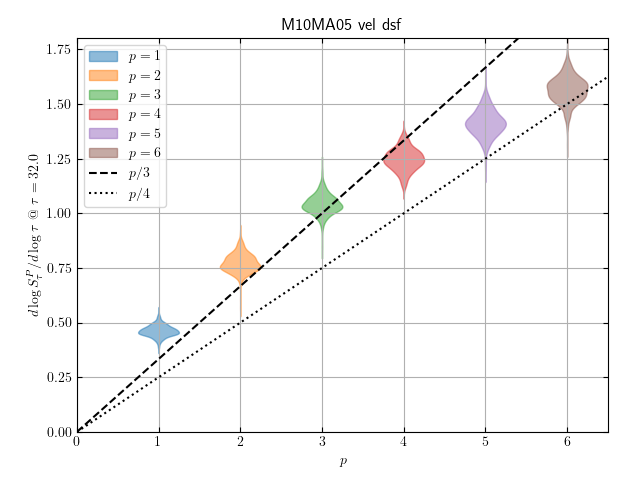 M10MA05 vel dsf
d log S_τ^P / d log τ @ τ = 32.0
1.75
1.50
1.25
1.00
0.75
0.50
0.25
0.00
p = 1
p = 2
p = 3
p = 4
p = 5
p = 6
p/3
p/4
0 1 2 3 4 5 6
p